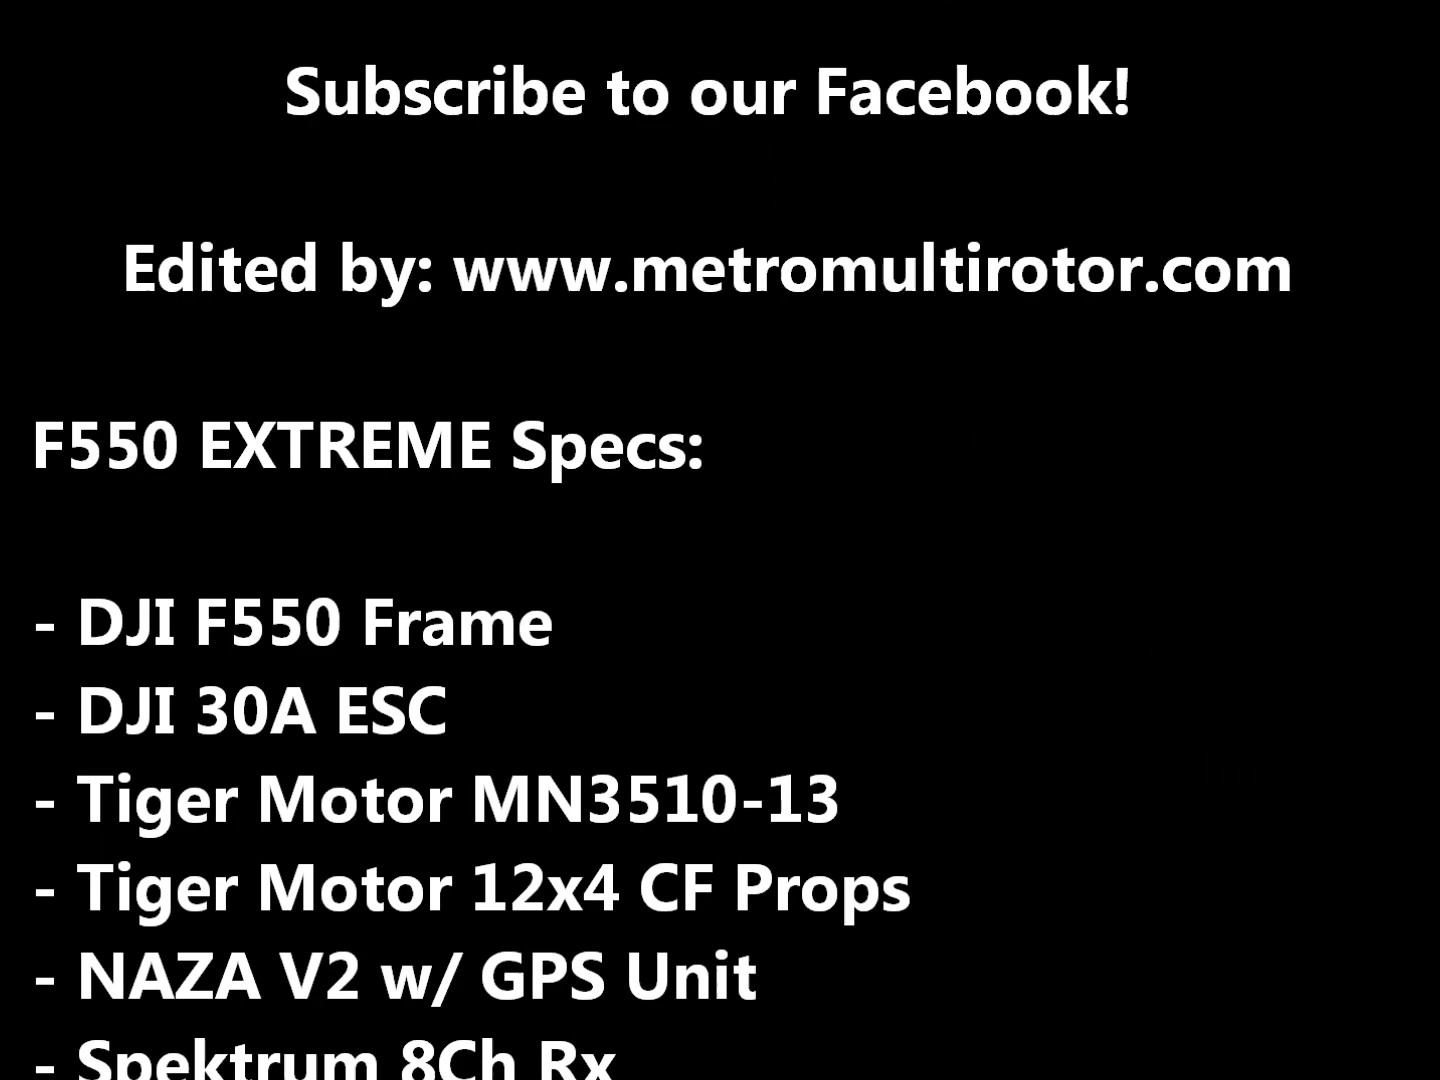 Subscribe to our Facebook!
Edited by: www.metromultirotor.com
F550 EXTREME Specs:
- DJI F550 Frame
- DJI 30A ESC
- Tiger Motor MN3510-13
- Tiger Motor 12x4 CF Props
- NAZA V2 w/ GPS Unit
- Spektrum 8Ch Rx